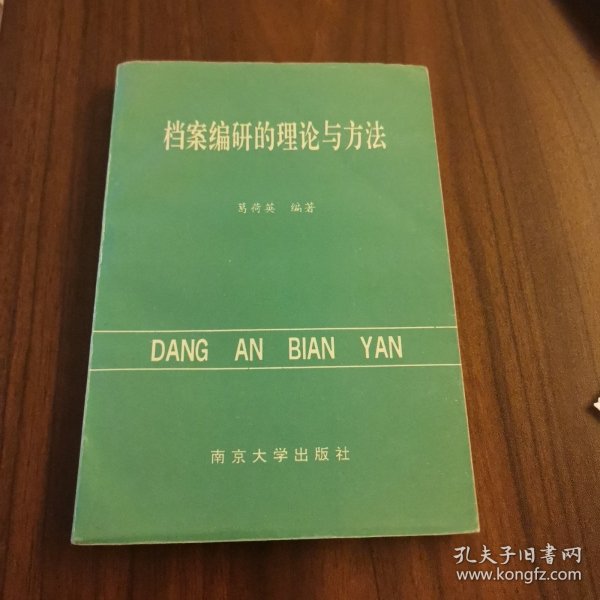 档案编研的理论与方法
葛荷英 编著
DANG AN BIAN YAN
南京大学出版社
孔夫子旧书网
www.kongfz.com